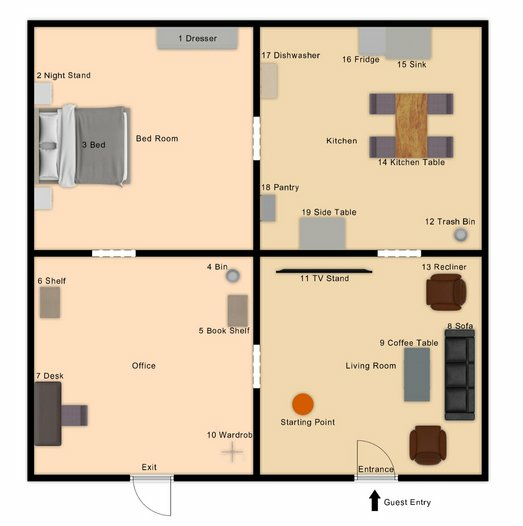 1 Dresser
17 Dishwasher
16 Fridge
15 Sink
2 Night Stand
3 Bed
Bed Room
Kitchen
14 Kitchen Table
18 Pantry
19 Side Table
12 Trash Bin
4 Bin
13 Recliner
6 Shelf
11 TV Stand
5 Book Shelf
8 Sofa
9 Coffee Table
Office
Living Room
7 Desk
Starting Point
10 Wardrob
Exit
Entrance
Guest Entry